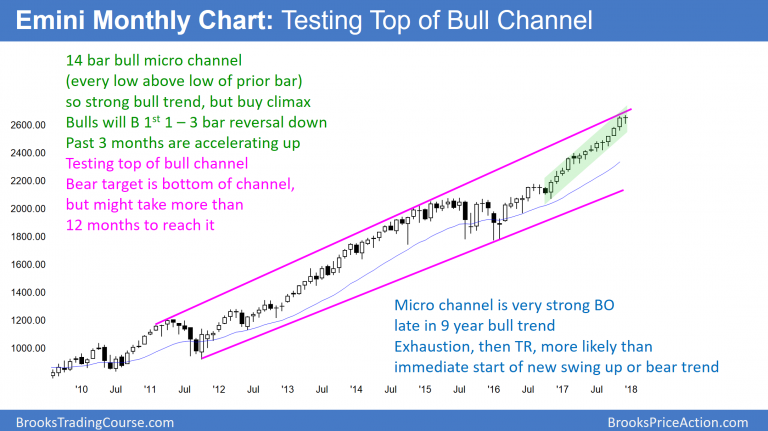 Emini Monthly Chart: Testing Top of Bull Channel
14 bar bull micro channel
(every low above low of prior bar)
so strong bull trend, but buy climax
Bulls will B 1st 1 – 3 bar reversal down
Past 3 months are accelerating up
Testing top of bull channel
Bear target is bottom of channel,
but might take more than
12 months to reach it
2600.00
2400.00
2200.00
2000.00
1800.00
1600.00
1400.00
1200.00
1000.00
Micro channel is very strong BO
late in 9 year bull trend
Exhaustion, then TR, more likely than
immediate start of new swing up or bear trend
'10 Jul '11 Jul '12 Jul '13 Jul '14 Jul '15 Jul '16 Jul '17 Jul '18
BrooksTradingCourse.com BrooksPriceAction.com